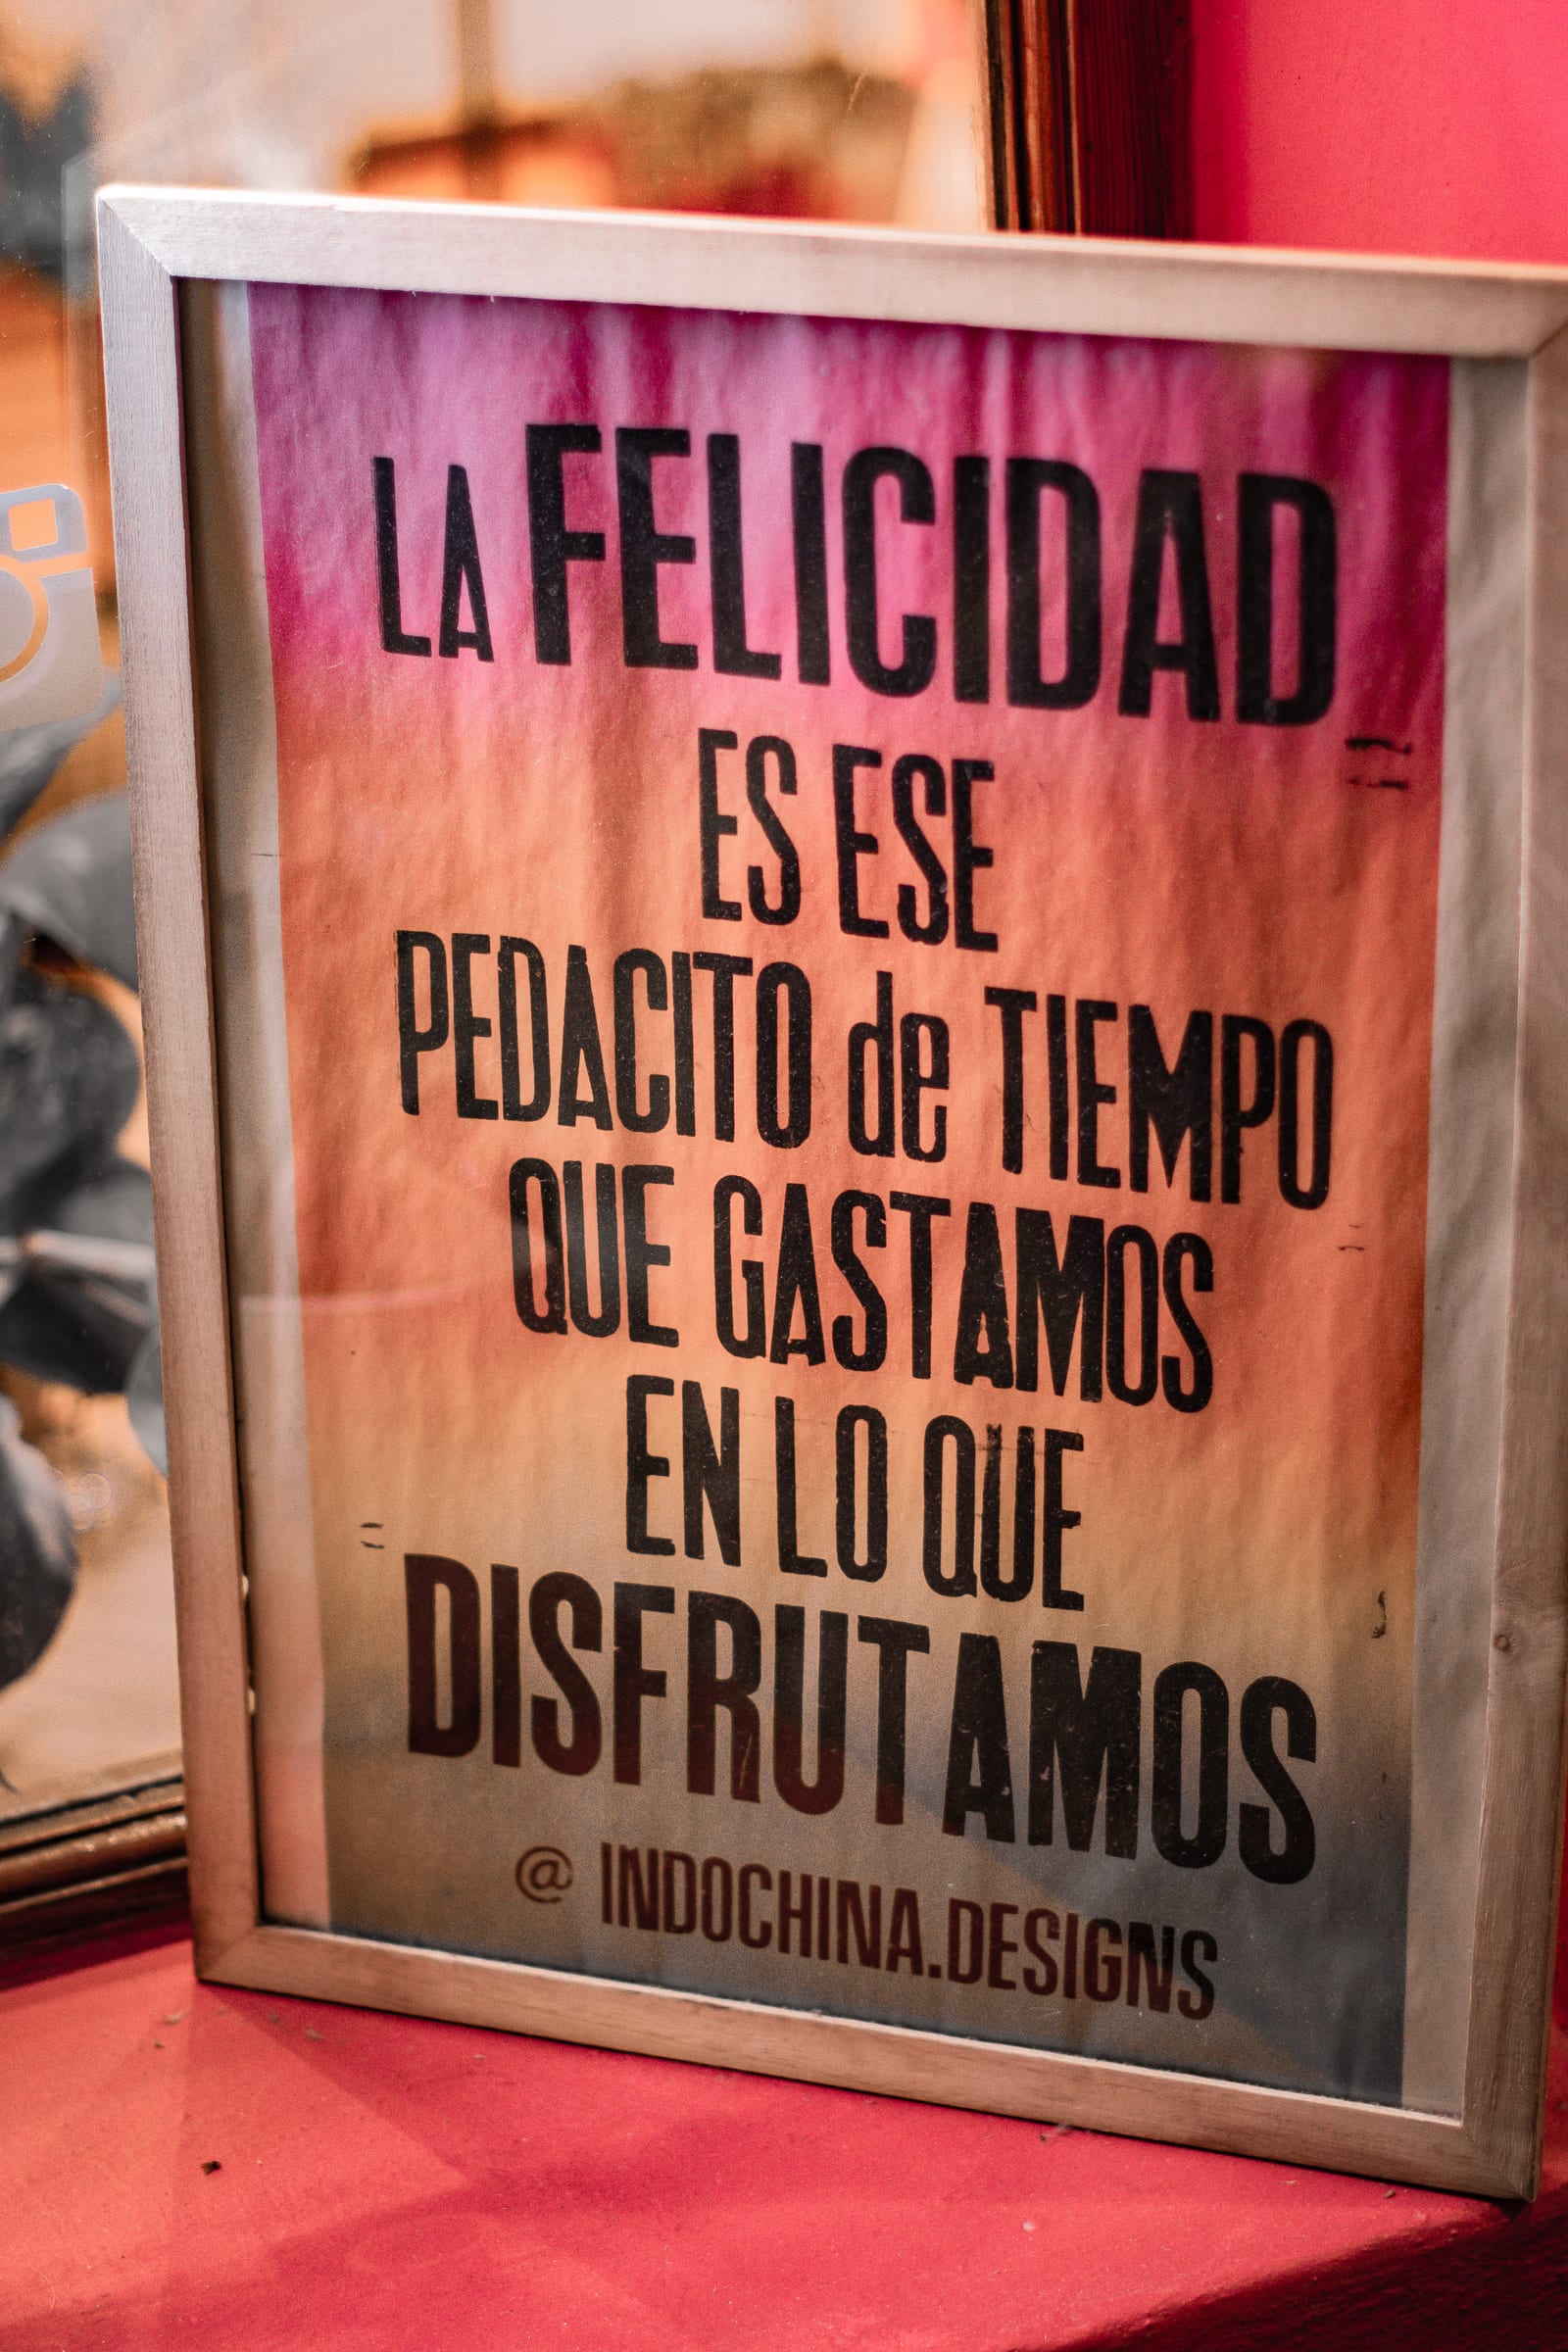 LA FELICIDAD
ES ESE
PEDACITO de TIEMPO
QUE GASTAMOS
EN LO QUE
DISFRUTAMOS
@ INDOCHINA.DESIGNS